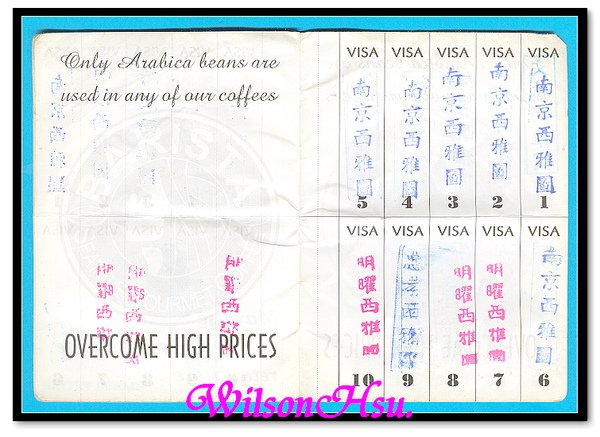 Only Arabica beans are
used in any of our coffees
VISA VISA VISA VISA VISA
南京西雅圖 南京西雅圖 南京西雅圖 南京西雅圖 南京西雅圖
5 4 3 2 1
VISA VISA VISA VISA VISA
明曜西雅圖 西雅 明曜西雅圖 明曜西雅圖 南京西雅圖
10 9 8 7 6
OVERCOME HIGH PRICES
WilsonHsu.